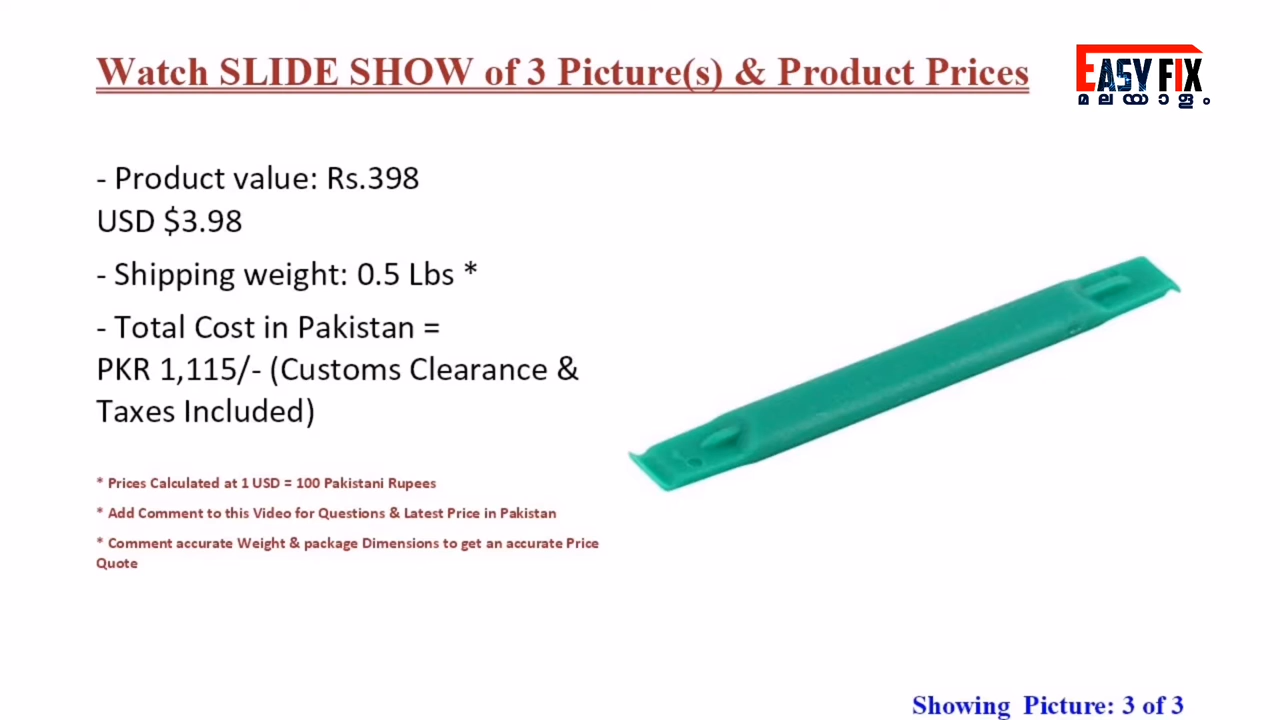 Watch SLIDE SHOW of 3 Picture(s) & Product Prices
EASY FIX
മലയാളം
- Product value: Rs.398
USD $3.98
- Shipping weight: 0.5 Lbs *
- Total Cost in Pakistan =
PKR 1,115/- (Customs Clearance &
Taxes Included)
* Prices Calculated at 1 USD = 100 Pakistani Rupees
* Add Comment to this Video for Questions & Latest Price in Pakistan
* Comment accurate Weight & package Dimensions to get an accurate Price
Quote
Showing Picture: 3 of 3